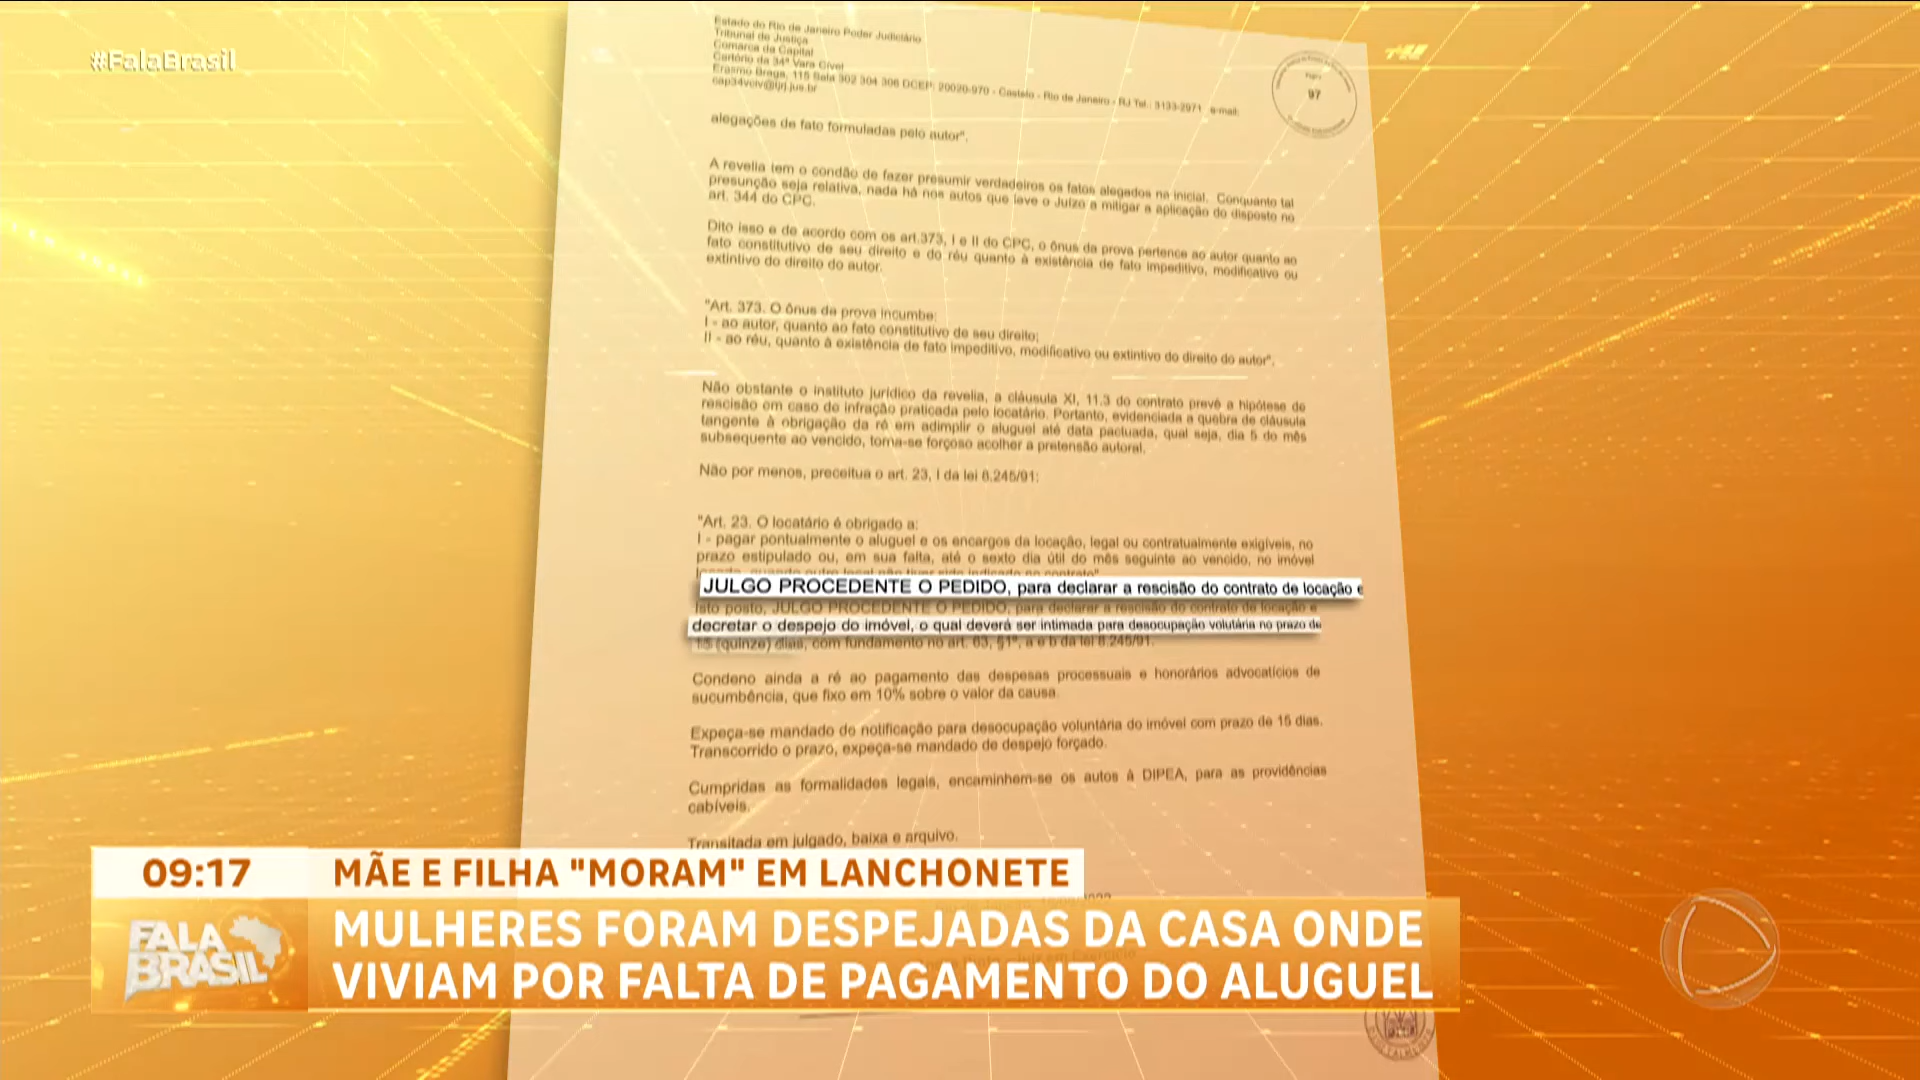 #FalaBrasil
Estado do Rio de Janeiro Poder Judiciário
Tribunal de Justiça
Comarca da Capital
Cartório da 34ª Vara Cível
Erasmo Braga, 115 Sala 302 304 306 DCEP: 20020-970 - Castelo - Rio de Janeiro - RJ Tel.: 3133-2971 e-mail:
cap34vciv@tjrj.jus.br
97
alegações de fato formuladas pelo autor".
A revelia tem o condão de fazer presumir verdadeiros os fatos alegados na inicial. Conquanto tal
presunção seja relativa, nada há nos autos que leve o Juízo a mitigar a aplicação do disposto no
art. 344 do CPC.
Dito isso e de acordo com os art.373, I e II do CPC, o ônus da prova pertence ao autor quanto ao
fato constitutivo de seu direito e do réu quanto à existência de fato impeditivo, modificativo ou
extintivo do direito do autor.
"Art. 373. O ônus da prova incumbe:
I - ao autor, quanto ao fato constitutivo de seu direito;
II - ao réu, quanto à existência de fato impeditivo, modificativo ou extintivo do direito do autor".
Não obstante o instituto jurídico da revelia, a cláusula XI, 11.3 do contrato prevê a hipótese de
rescisão em caso de infração praticada pelo locatário. Portanto, evidenciada a quebra de cláusula
tangente à obrigação da ré em adimplir o aluguel até data pactuada, qual seja, dia 5 do mês
subsequente ao vencido, torna-se forçoso acolher a pretensão autoral.
Não por menos, preceitua o art. 23, I da lei 8.245/91:
"Art. 23. O locatário é obrigado a:
I - pagar pontualmente o aluguel e os encargos da locação, legal ou contratualmente exigíveis, no
prazo estipulado ou, em sua falta, até o sexto dia útil do mês seguinte ao vencido, no imóvel
JULGO PROCEDENTE O PEDIDO, para declarar a rescisão do contrato de locação e
Isto posto, JULGO PROCEDENTE O PEDIDO, para declarar a rescisão do contrato de locação e
decretar o despejo do imóvel, o qual deverá ser intimada para desocupação volutária no prazo de
15 (quinze) dias, com fundamento no art. 63, §1º, a e b da lei 8.245/91.
Condeno ainda a ré ao pagamento das despesas processuais e honorários advocatícios de
sucumbência, que fixo em 10% sobre o valor da causa.
Expeça-se mandado de notificação para desocupação voluntária do imóvel com prazo de 15 dias.
Transcorrido o prazo, expeça-se mandado de despejo forçado.
Cumpridas as formalidades legais, encaminhem-se os autos à DIPEA, para as providências
cabíveis.
Transitada em julgado, baixa e arquivo.
09:17
MÃE E FILHA "MORAM" EM LANCHONETE
FALA
BRASIL
MULHERES FORAM DESPEJADAS DA CASA ONDE
VIVIAM POR FALTA DE PAGAMENTO DO ALUGUEL